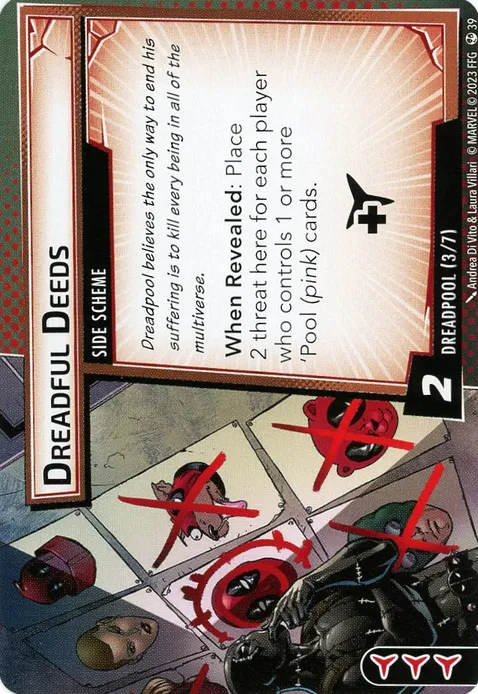 DREADFUL DEEDS
SIDE SCHEME
Dreadpool believes the only way to end his
suffering is to kill every being in all of the
multiverse.
When Revealed: Place
2 threat here for each player
who controls 1 or more
'Pool (pink) cards.
2
DREADPOOL (3/7)
Andrea Di Vito & Laura Villari © MARVEL © 2023 FFG 39